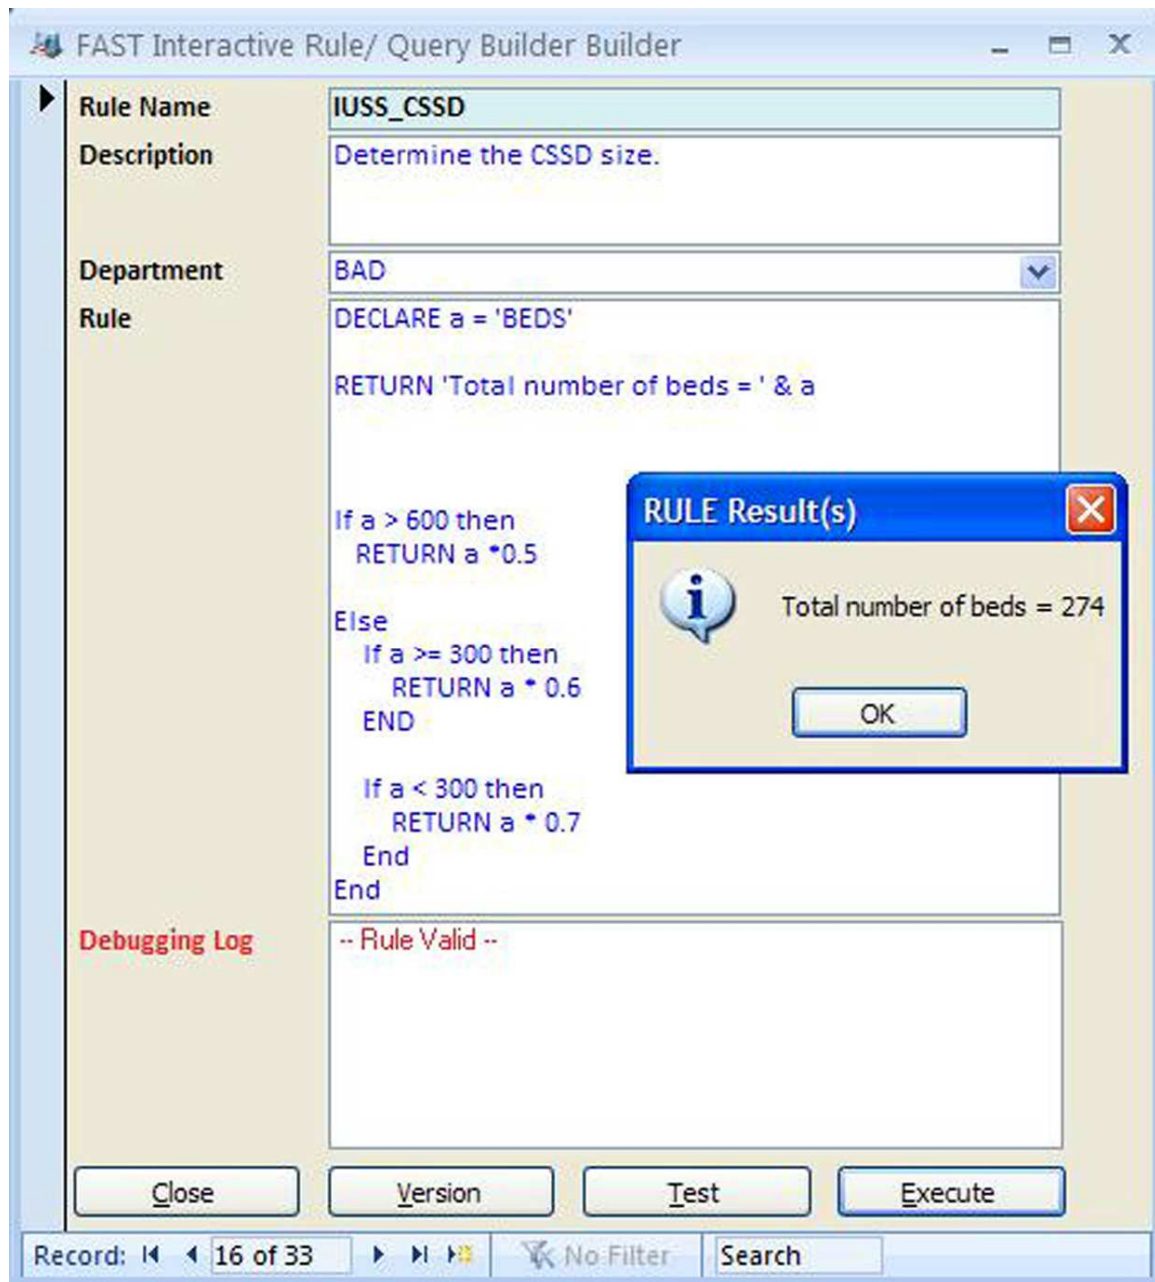 FAST Interactive Rule/ Query Builder Builder
Rule Name IUSS_CSSD
Description Determine the CSSD size.
Department BAD
Rule DECLARE a = 'BEDS'
RETURN 'Total number of beds = ' & a
If a > 600 then
RETURN a *0.5
Else
If a >= 300 then
RETURN a * 0.6
END
If a < 300 then
RETURN a * 0.7
End
End
RULE Result(s)
Total number of beds = 274
OK
Debugging Log -- Rule Valid --
Close Version Test Execute
Record: 16 of 33 No Filter Search